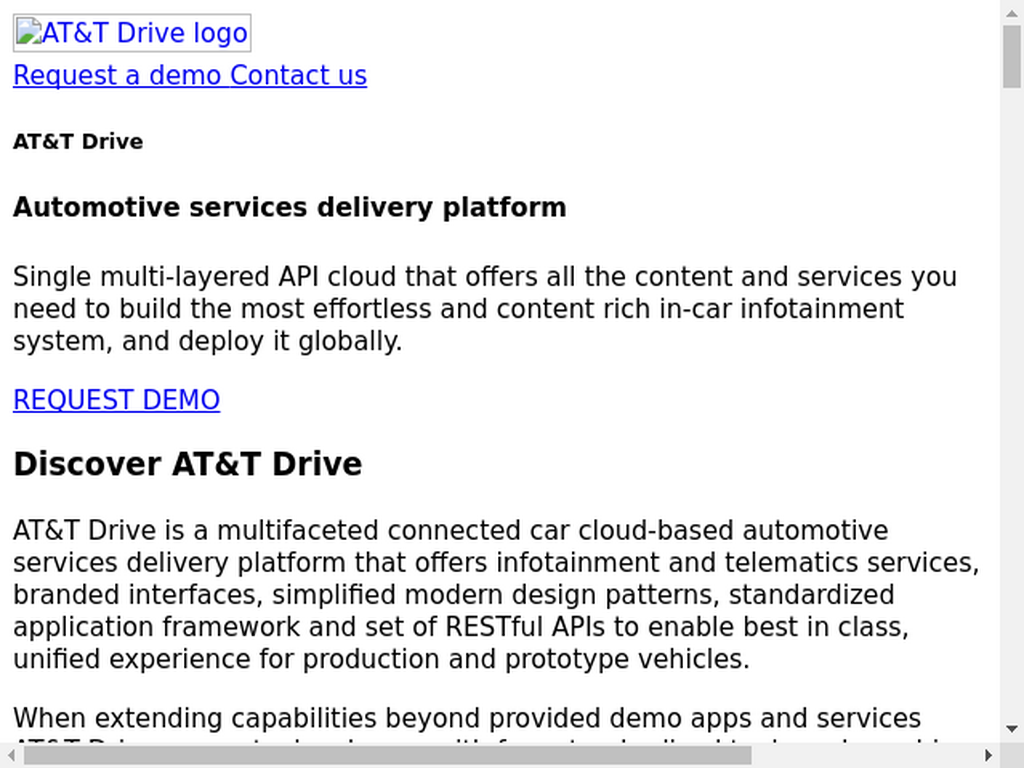 AT&T Drive logo
Request a demo Contact us
AT&T Drive
Automotive services delivery platform
Single multi-layered API cloud that offers all the content and services you
need to build the most effortless and content rich in-car infotainment
system, and deploy it globally.
REQUEST DEMO
Discover AT&T Drive
AT&T Drive is a multifaceted connected car cloud-based automotive
services delivery platform that offers infotainment and telematics services,
branded interfaces, simplified modern design patterns, standardized
application framework and set of RESTful APIs to enable best in class,
unified experience for production and prototype vehicles.
When extending capabilities beyond provided demo apps and services